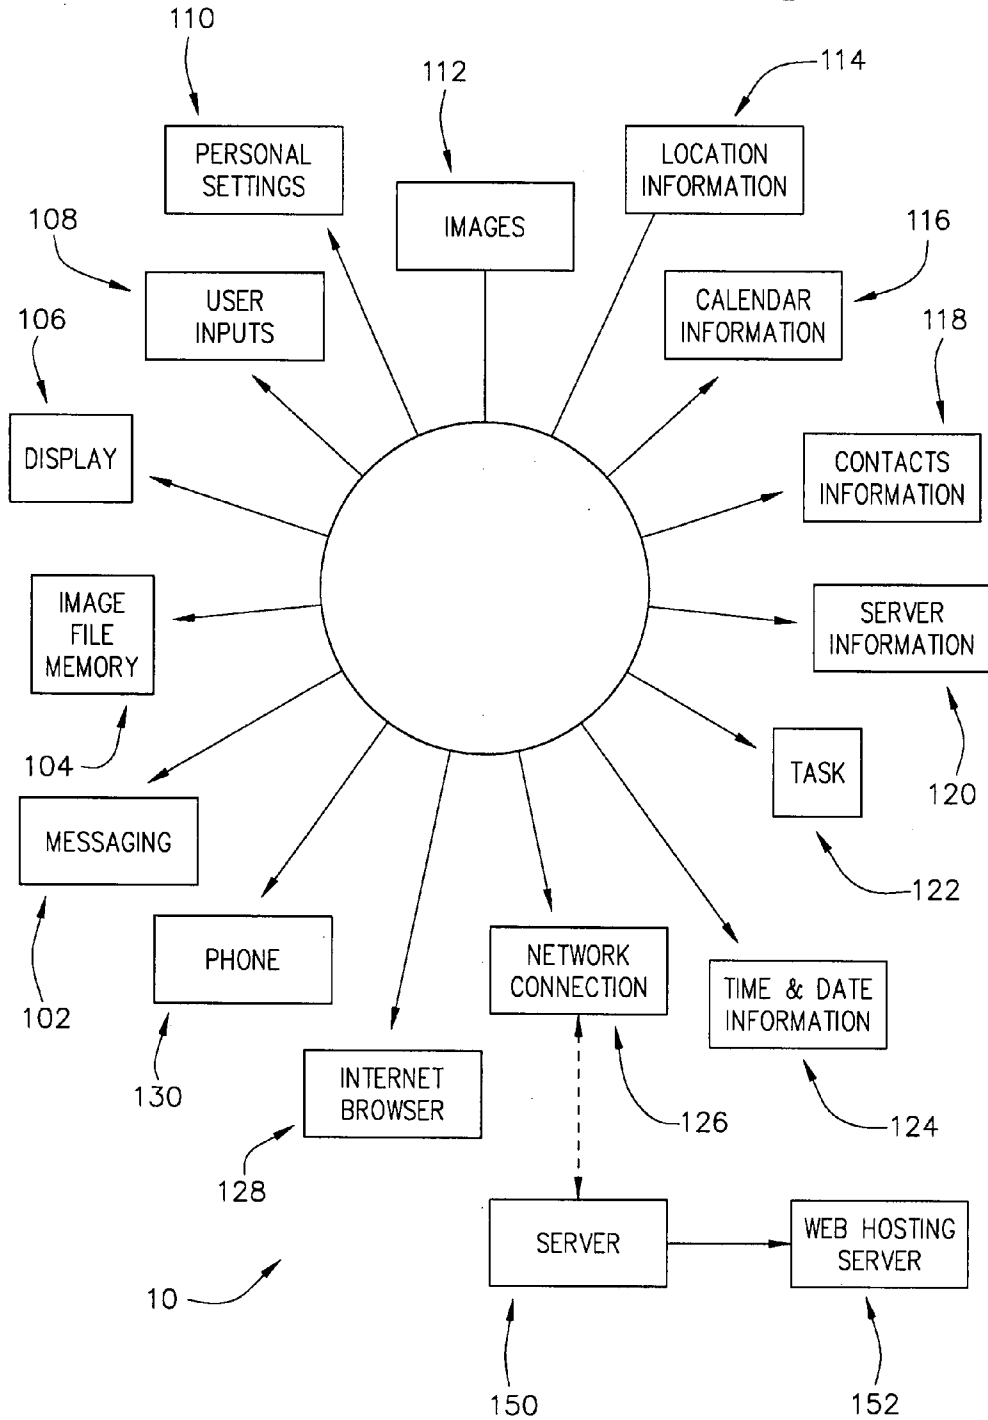 110
112
114
PERSONAL
SETTINGS
LOCATION
INFORMATION
IMAGES
108
116
USER
INPUTS
CALENDAR
INFORMATION
106
118
DISPLAY
CONTACTS
INFORMATION
IMAGE
FILE
MEMORY
SERVER
INFORMATION
104
TASK
120
MESSAGING
122
PHONE
NETWORK
CONNECTION
TIME & DATE
INFORMATION
102
130
INTERNET
BROWSER
126
124
128
SERVER
WEB HOSTING
SERVER
10
150
152